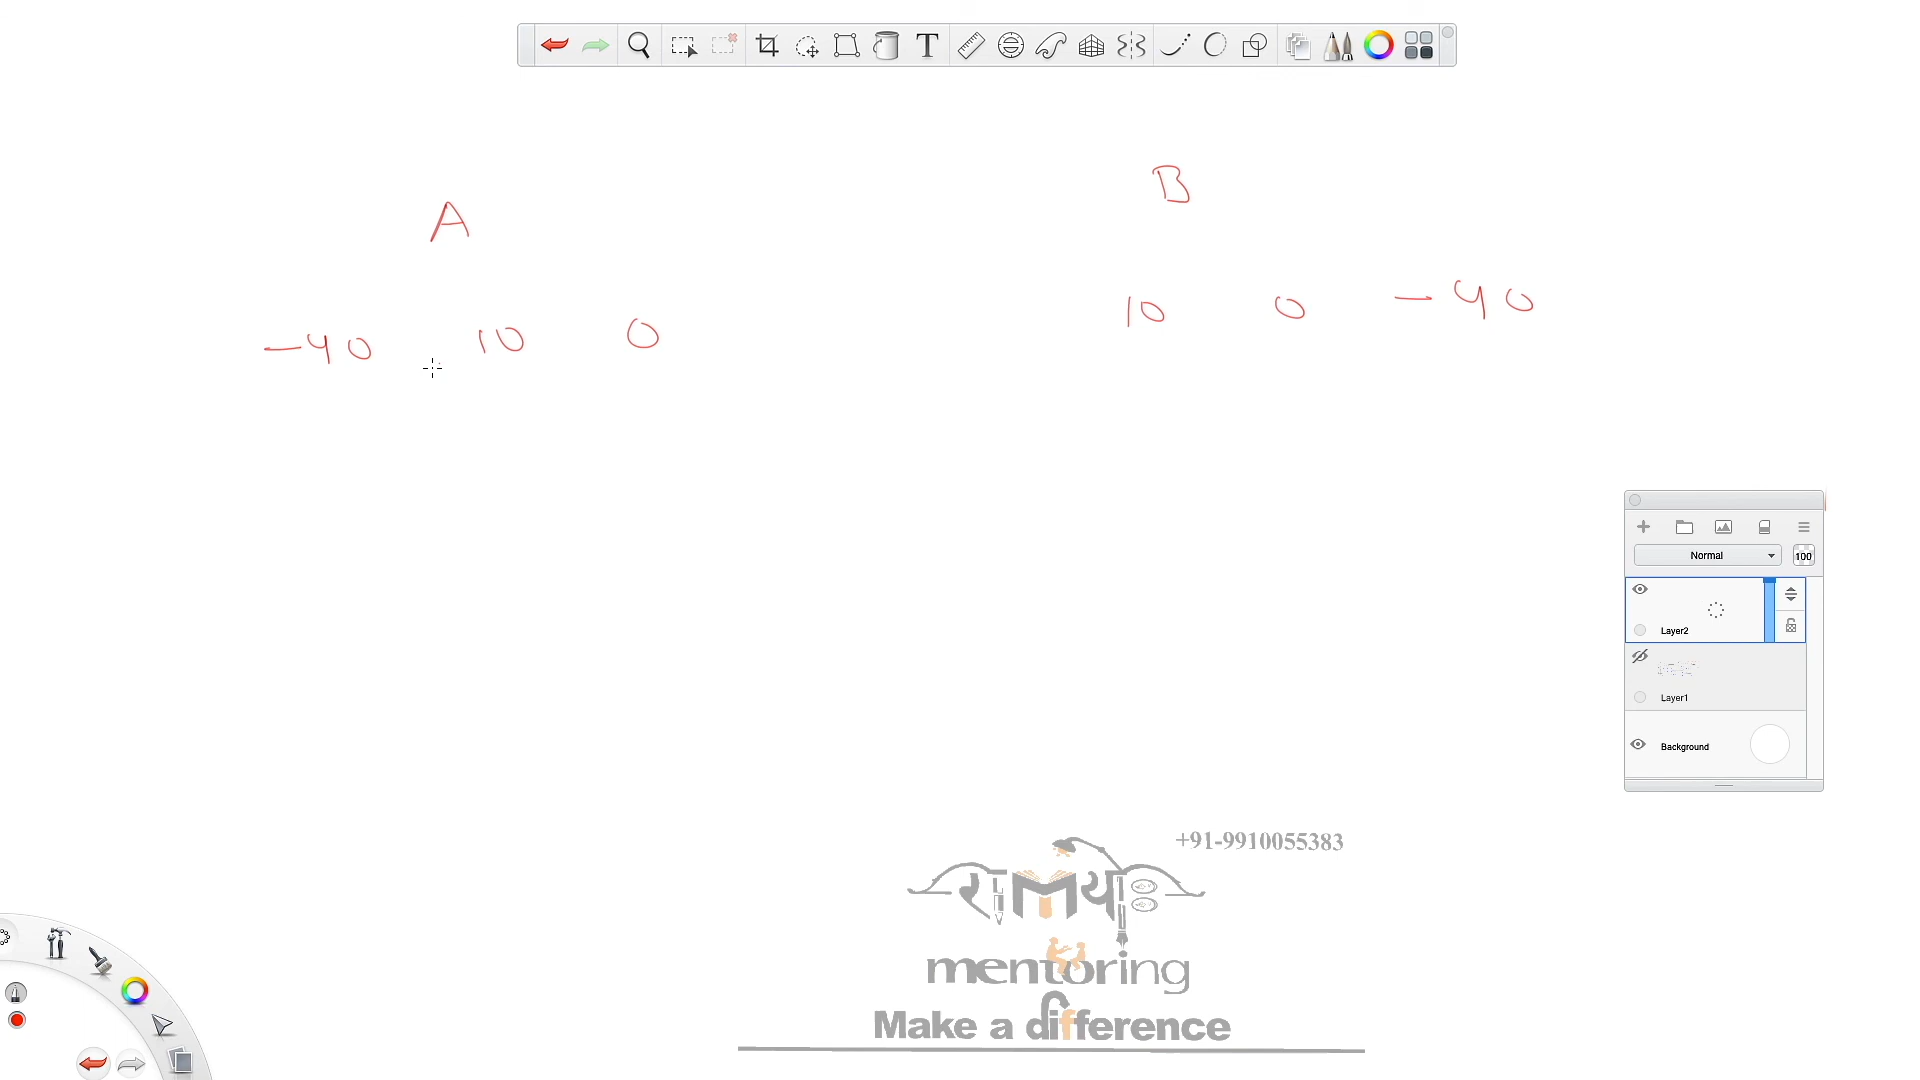 B
A
10 0 -40
-40 10 0
Normal
100
Layer2
Layer1
Background
+91-9910055383
mentoring
Make a difference